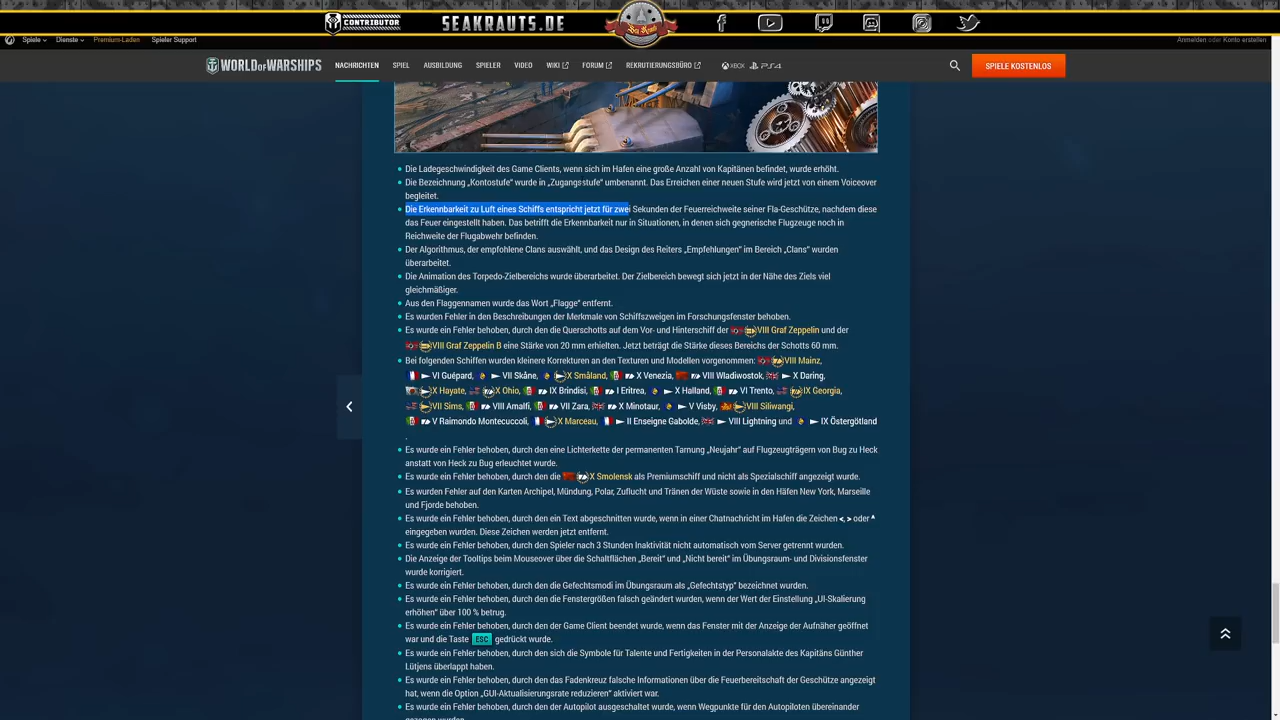 CONTRIBUTOR
SEAKRAUTS.DE
Spiele
Dienste
Premium-Laden
Spieler Support
Anmelden oder Konto erstellen
WORLD OF WARSHIPS
NACHRICHTEN
SPIEL
AUSBILDUNG
SPIELER
VIDEO
WIKI
FORUM
REKRUTIERUNGSBÜRO
XBOX
PS4
SPIELE KOSTENLOS
Die Ladegeschwindigkeit des Game Clients, wenn sich im Hafen eine große Anzahl von Kapitänen befindet, wurde erhöht.
Die Bezeichnung „Kontostufe“ wurde in „Zugangsstufe“ umbenannt. Das Erreichen einer neuen Stufe wird jetzt von einem Voiceover
begleitet.
Die Erkennbarkeit zu Luft eines Schiffs entspricht jetzt für zwei Sekunden der Feuerreichweite seiner Fla-Geschütze, nachdem diese
das Feuer eingestellt haben. Das betrifft die Erkennbarkeit nur in Situationen, in denen sich gegnerische Flugzeuge noch in
Reichweite der Flugabwehr befinden.
Der Algorithmus, der empfohlene Clans auswählt, und das Design des Reiters „Empfehlungen“ im Bereich „Clans“ wurden
überarbeitet.
Die Animation des Torpedo-Zielbereichs wurde überarbeitet. Der Zielbereich bewegt sich jetzt in der Nähe des Ziels viel
gleichmäßiger.
Aus den Flaggennamen wurde das Wort „Flagge“ entfernt.
Es wurden Fehler in den Beschreibungen der Merkmale von Schiffszweigen im Forschungsfenster behoben.
Es wurde ein Fehler behoben, durch den die Querschotts auf dem Vor- und Hinterschiff der VIII Graf Zeppelin und der
VIII Graf Zeppelin B eine Stärke von 20 mm erhielten. Jetzt beträgt die Stärke dieses Bereichs der Schotts 60 mm.
Bei folgenden Schiffen wurden kleinere Korrekturen an den Texturen und Modellen vorgenommen: VIII Mainz,
VI Guépard, VII Skåne, X Småland, X Venezia, VIII Wladiwostok, X Daring,
X Hayate, X Ohio, IX Brindisi, I Eritrea, X Halland, VI Trento, IX Georgia,
VII Sims, VIII Amalfi, VII Zara, X Minotaur, V Visby, VIII Siliwangi,
V Raimondo Montecuccoli, X Marceau, II Enseigne Gabolde, VIII Lightning und IX Östergötland
.
Es wurde ein Fehler behoben, durch den eine Lichterkette der permanenten Tarnung „Neujahr“ auf Flugzeugträgern von Bug zu Heck
anstatt von Heck zu Bug erleuchtet wurde.
Es wurde ein Fehler behoben, durch den die X Smolensk als Premiumschiff und nicht als Spezialschiff angezeigt wurde.
Es wurden Fehler auf den Karten Archipel, Mündung, Polar, Zuflucht und Tränen der Wüste sowie in den Häfen New York, Marseille
und Fjorde behoben.
Es wurde ein Fehler behoben, durch den ein Text abgeschnitten wurde, wenn in einer Chatnachricht im Hafen die Zeichen <, > oder ^
eingegeben wurden. Diese Zeichen werden jetzt entfernt.
Es wurde ein Fehler behoben, durch den Spieler nach 3 Stunden Inaktivität nicht automatisch vom Server getrennt wurden.
Die Anzeige der Tooltips beim Mouseover über die Schaltflächen „Bereit“ und „Nicht bereit“ im Übungsraum- und Divisionsfenster
wurde korrigiert.
Es wurde ein Fehler behoben, durch den die Gefechtsmodi im Übungsraum als „Gefechtstyp“ bezeichnet wurden.
Es wurde ein Fehler behoben, durch den die Fenstergrößen falsch geändert wurden, wenn der Wert der Einstellung „UI-Skalierung
erhöhen“ über 100 % betrug.
Es wurde ein Fehler behoben, durch den der Game Client beendet wurde, wenn das Fenster mit der Anzeige der Aufnäher geöffnet
war und die Taste ESC gedrückt wurde.
Es wurde ein Fehler behoben, durch den sich die Symbole für Talente und Fertigkeiten in der Personalakte des Kapitäns Günther
Lütjens überlappt haben.
Es wurde ein Fehler behoben, durch den das Fadenkreuz falsche Informationen über die Feuerbereitschaft der Geschütze angezeigt
hat, wenn die Option „GUI-Aktualisierungsrate reduzieren“ aktiviert war.
Es wurde ein Fehler behoben, durch den der Autopilot ausgeschaltet wurde, wenn Wegpunkte für den Autopiloten übereinander
gezogen wurden.